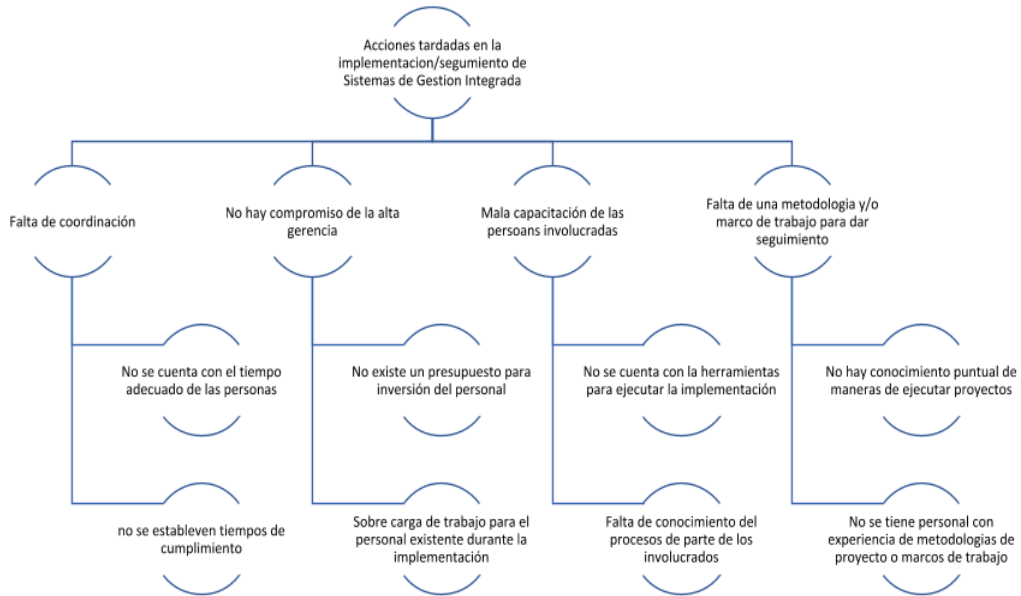 Acciones tardadas en la
implementacion/segumiento de
Sistemas de Gestion Integrada
Falta de coordinación
No hay compromiso de la alta
gerencia
Mala capacitación de las
persoans involucradas
Falta de una metodologia y/o
marco de trabajo para dar
seguimiento
No se cuenta con el tiempo
adecuado de las personas
No existe un presupuesto para
inversión del personal
No se cuenta con la herramientas
para ejecutar la implementación
No hay conocimiento puntual de
maneras de ejecutar proyectos
no se estableven tiempos de
cumplimiento
Sobre carga de trabajo para el
personal existente durante la
implementación
Falta de conocimiento del
procesos de parte de los
involucrados
No se tiene personal con
experiencia de metodologias de
proyecto o marcos de trabajo